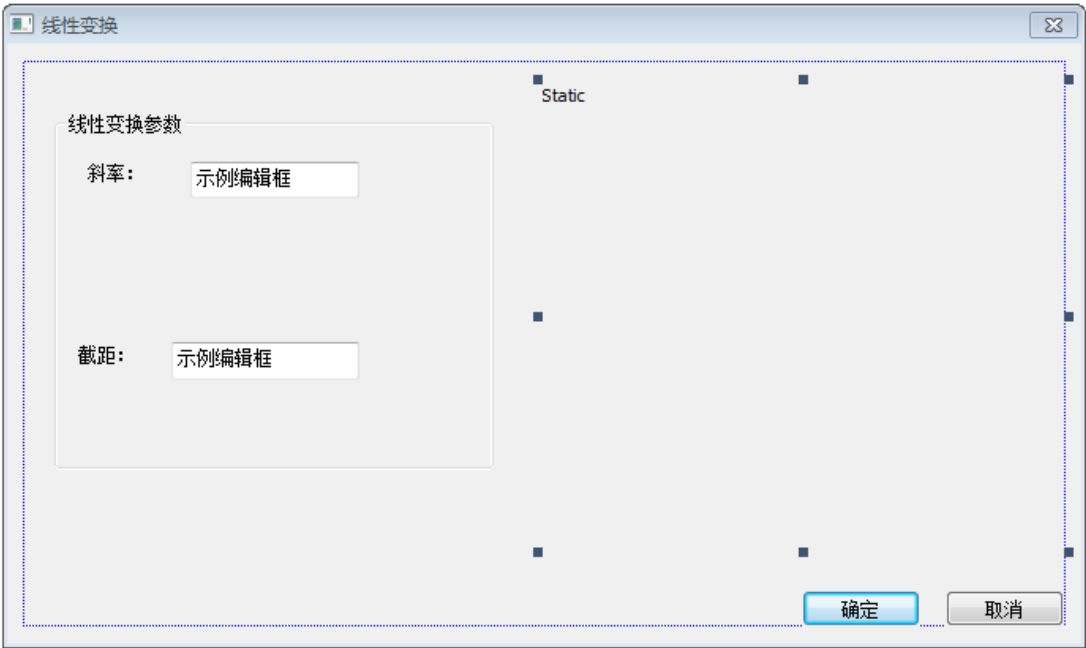 线性变换
Static
线性变换参数
斜率：
示例编辑框
截距：
示例编辑框
确定
取消